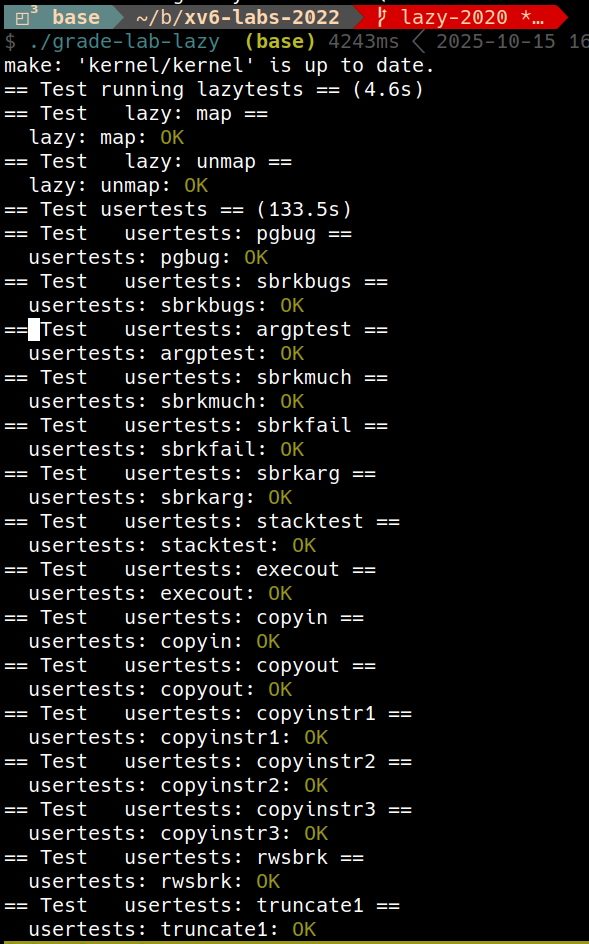 3 base ~/b/xv6-labs-2022 lazy-2020 *…
$ ./grade-lab-lazy (base) 4243ms < 2025-10-15 16
make: 'kernel/kernel' is up to date.
== Test running lazytests == (4.6s)
== Test   lazy: map ==
  lazy: map: OK
== Test   lazy: unmap ==
  lazy: unmap: OK
== Test usertests == (133.5s)
== Test   usertests: pgbug ==
  usertests: pgbug: OK
== Test   usertests: sbrkbugs ==
  usertests: sbrkbugs: OK
== Test   usertests: argptest ==
  usertests: argptest: OK
== Test   usertests: sbrkmuch ==
  usertests: sbrkmuch: OK
== Test   usertests: sbrkfail ==
  usertests: sbrkfail: OK
== Test   usertests: sbrkarg ==
  usertests: sbrkarg: OK
== Test   usertests: stacktest ==
  usertests: stacktest: OK
== Test   usertests: execout ==
  usertests: execout: OK
== Test   usertests: copyin ==
  usertests: copyin: OK
== Test   usertests: copyout ==
  usertests: copyout: OK
== Test   usertests: copyinstr1 ==
  usertests: copyinstr1: OK
== Test   usertests: copyinstr2 ==
  usertests: copyinstr2: OK
== Test   usertests: copyinstr3 ==
  usertests: copyinstr3: OK
== Test   usertests: rwsbrk ==
  usertests: rwsbrk: OK
== Test   usertests: truncate1 ==
  usertests: truncate1: OK